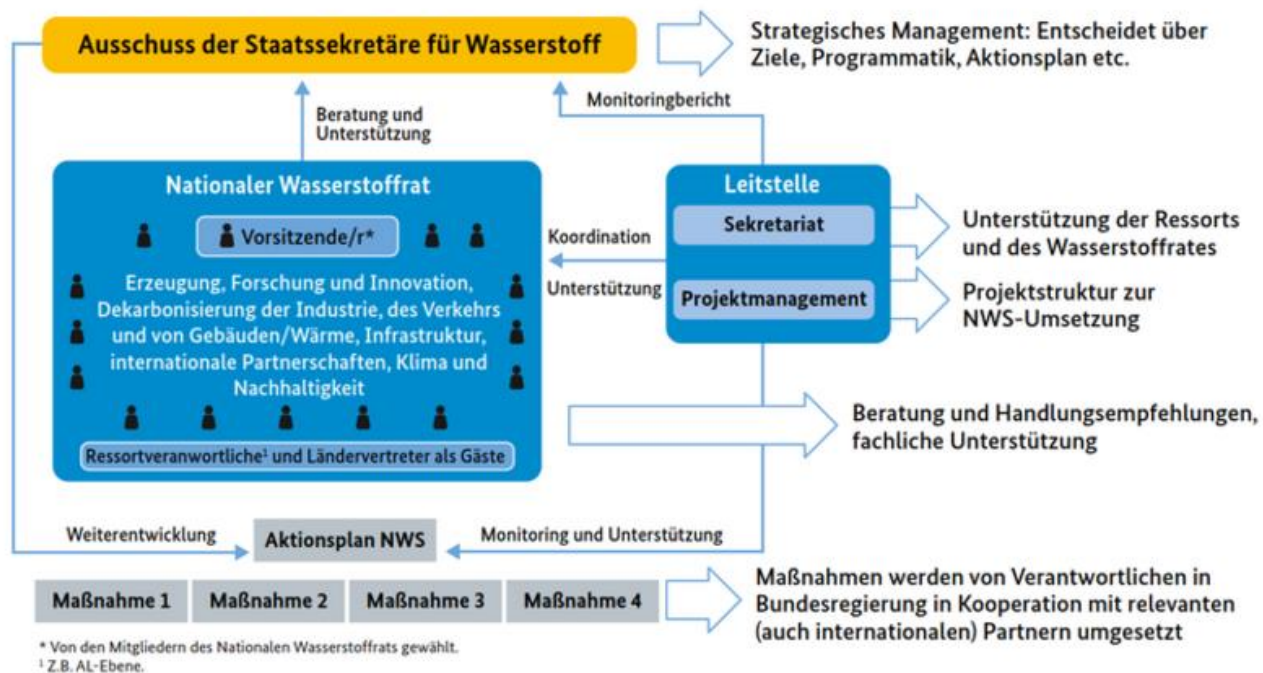 Ausschuss der Staatssekretäre für Wasserstoff
Strategisches Management: Entscheidet über
Ziele, Programmatik, Aktionsplan etc.
Beratung und
Unterstützung
Monitoringbericht
Nationaler Wasserstoffrat
Vorsitzende/r*
Erzeugung, Forschung und Innovation,
Dekarbonisierung der Industrie, des Verkehrs
und von Gebäuden/Wärme, Infrastruktur,
internationale Partnerschaften, Klima und
Nachhaltigkeit
Ressortveranwortliche¹ und Ländervertreter als Gäste
Koordination
Unterstützung
Leitstelle
Sekretariat
Projektmanagement
Unterstützung der Ressorts
und des Wasserstoffrates
Projektstruktur zur
NWS-Umsetzung
Beratung und Handlungsempfehlungen,
fachliche Unterstützung
Weiterentwicklung
Aktionsplan NWS
Monitoring und Unterstützung
Maßnahme 1
Maßnahme 2
Maßnahme 3
Maßnahme 4
Maßnahmen werden von Verantwortlichen in
Bundesregierung in Kooperation mit relevanten
(auch internationalen) Partnern umgesetzt
* Von den Mitgliedern des Nationalen Wasserstoffrats gewählt.
¹ Z.B. AL-Ebene.